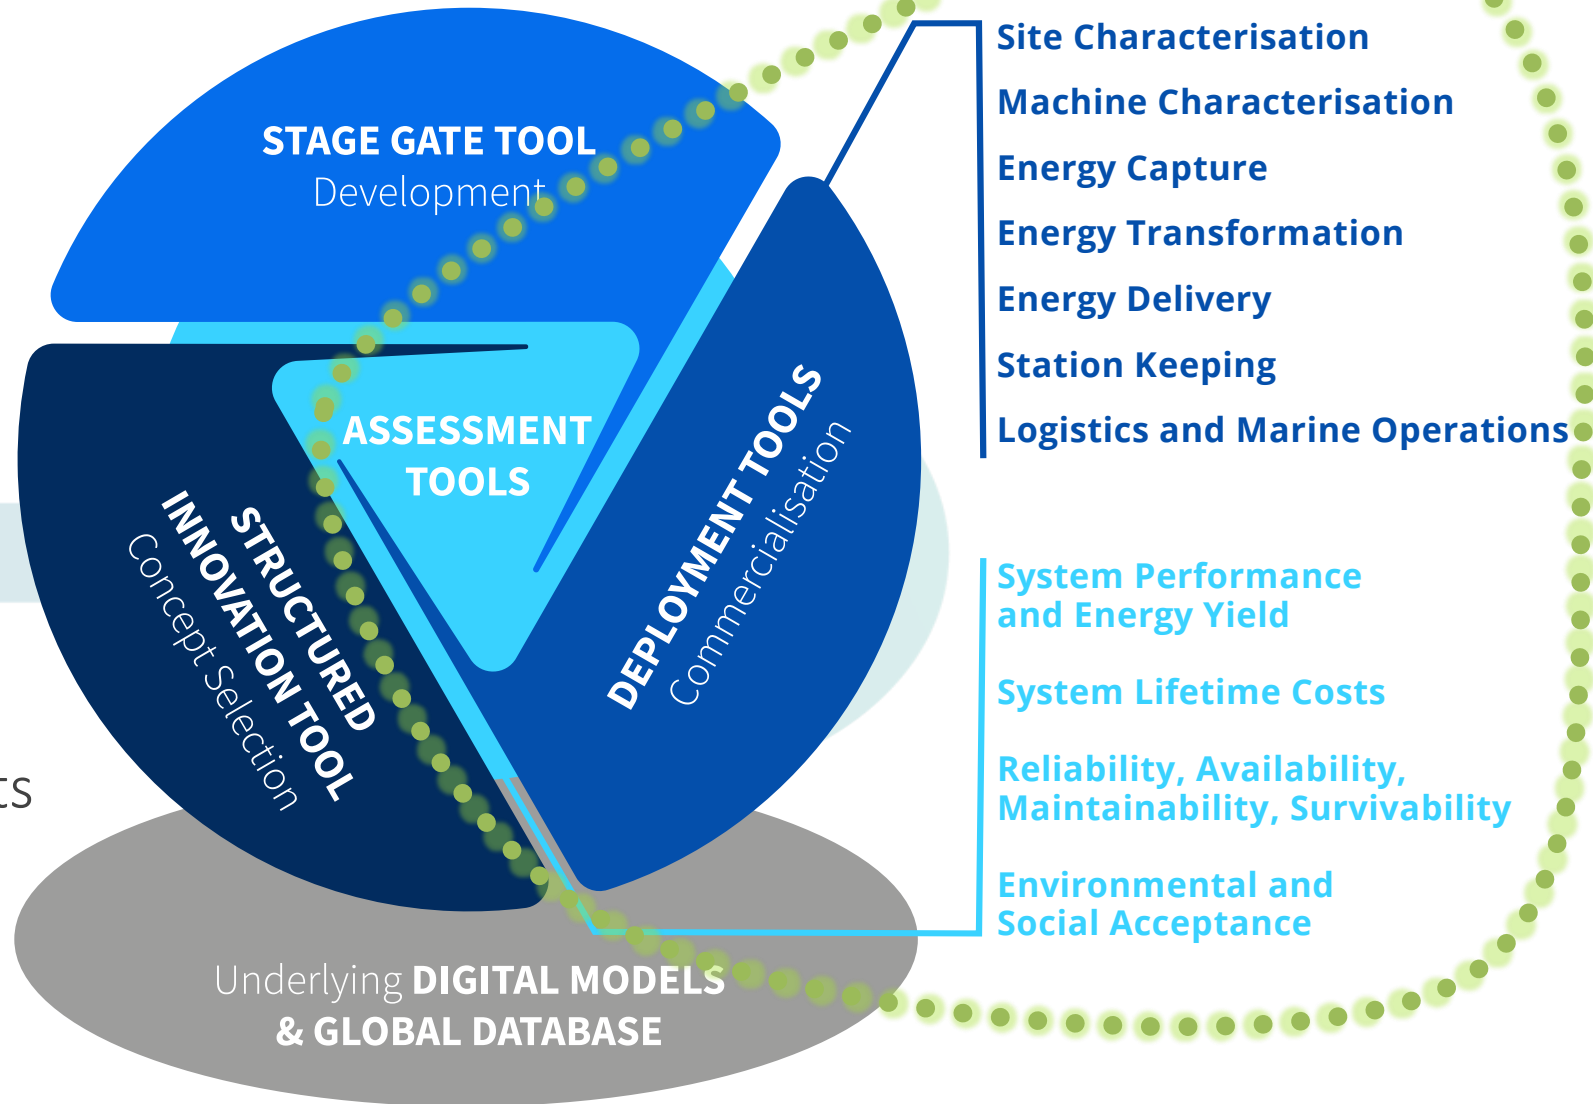 STAGE GATE TOOL
Development
ASSESSMENT
TOOLS
STRUCTURED
INNOVATION TOOL
Concept Selection
DEPLOYMENT TOOLS
Commercialisation
Underlying DIGITAL MODELS
& GLOBAL DATABASE
Site Characterisation
Machine Characterisation
Energy Capture
Energy Transformation
Energy Delivery
Station Keeping
Logistics and Marine Operations
System Performance
and Energy Yield
System Lifetime Costs
Reliability, Availability,
Maintainability, Survivability
Environmental and
Social Acceptance